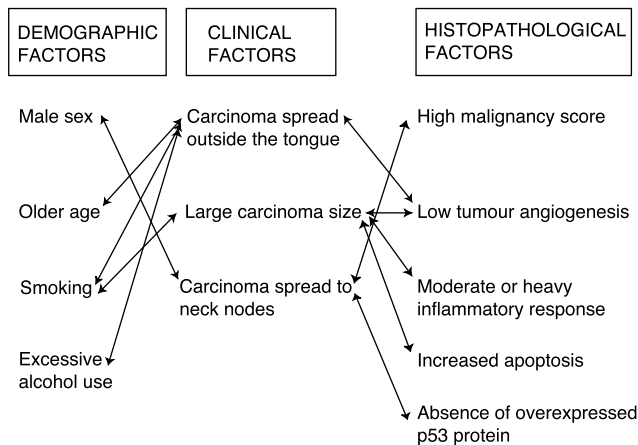 DEMOGRAPHIC
FACTORS
CLINICAL
FACTORS
HISTOPATHOLOGICAL
FACTORS
Male sex
Older age
Smoking
Excessive
alcohol use
Carcinoma spread
outside the tongue
Large carcinoma size
Carcinoma spread to
neck nodes
High malignancy score
Low tumour angiogenesis
Moderate or heavy
inflammatory response
Increased apoptosis
Absence of overexpressed
p53 protein